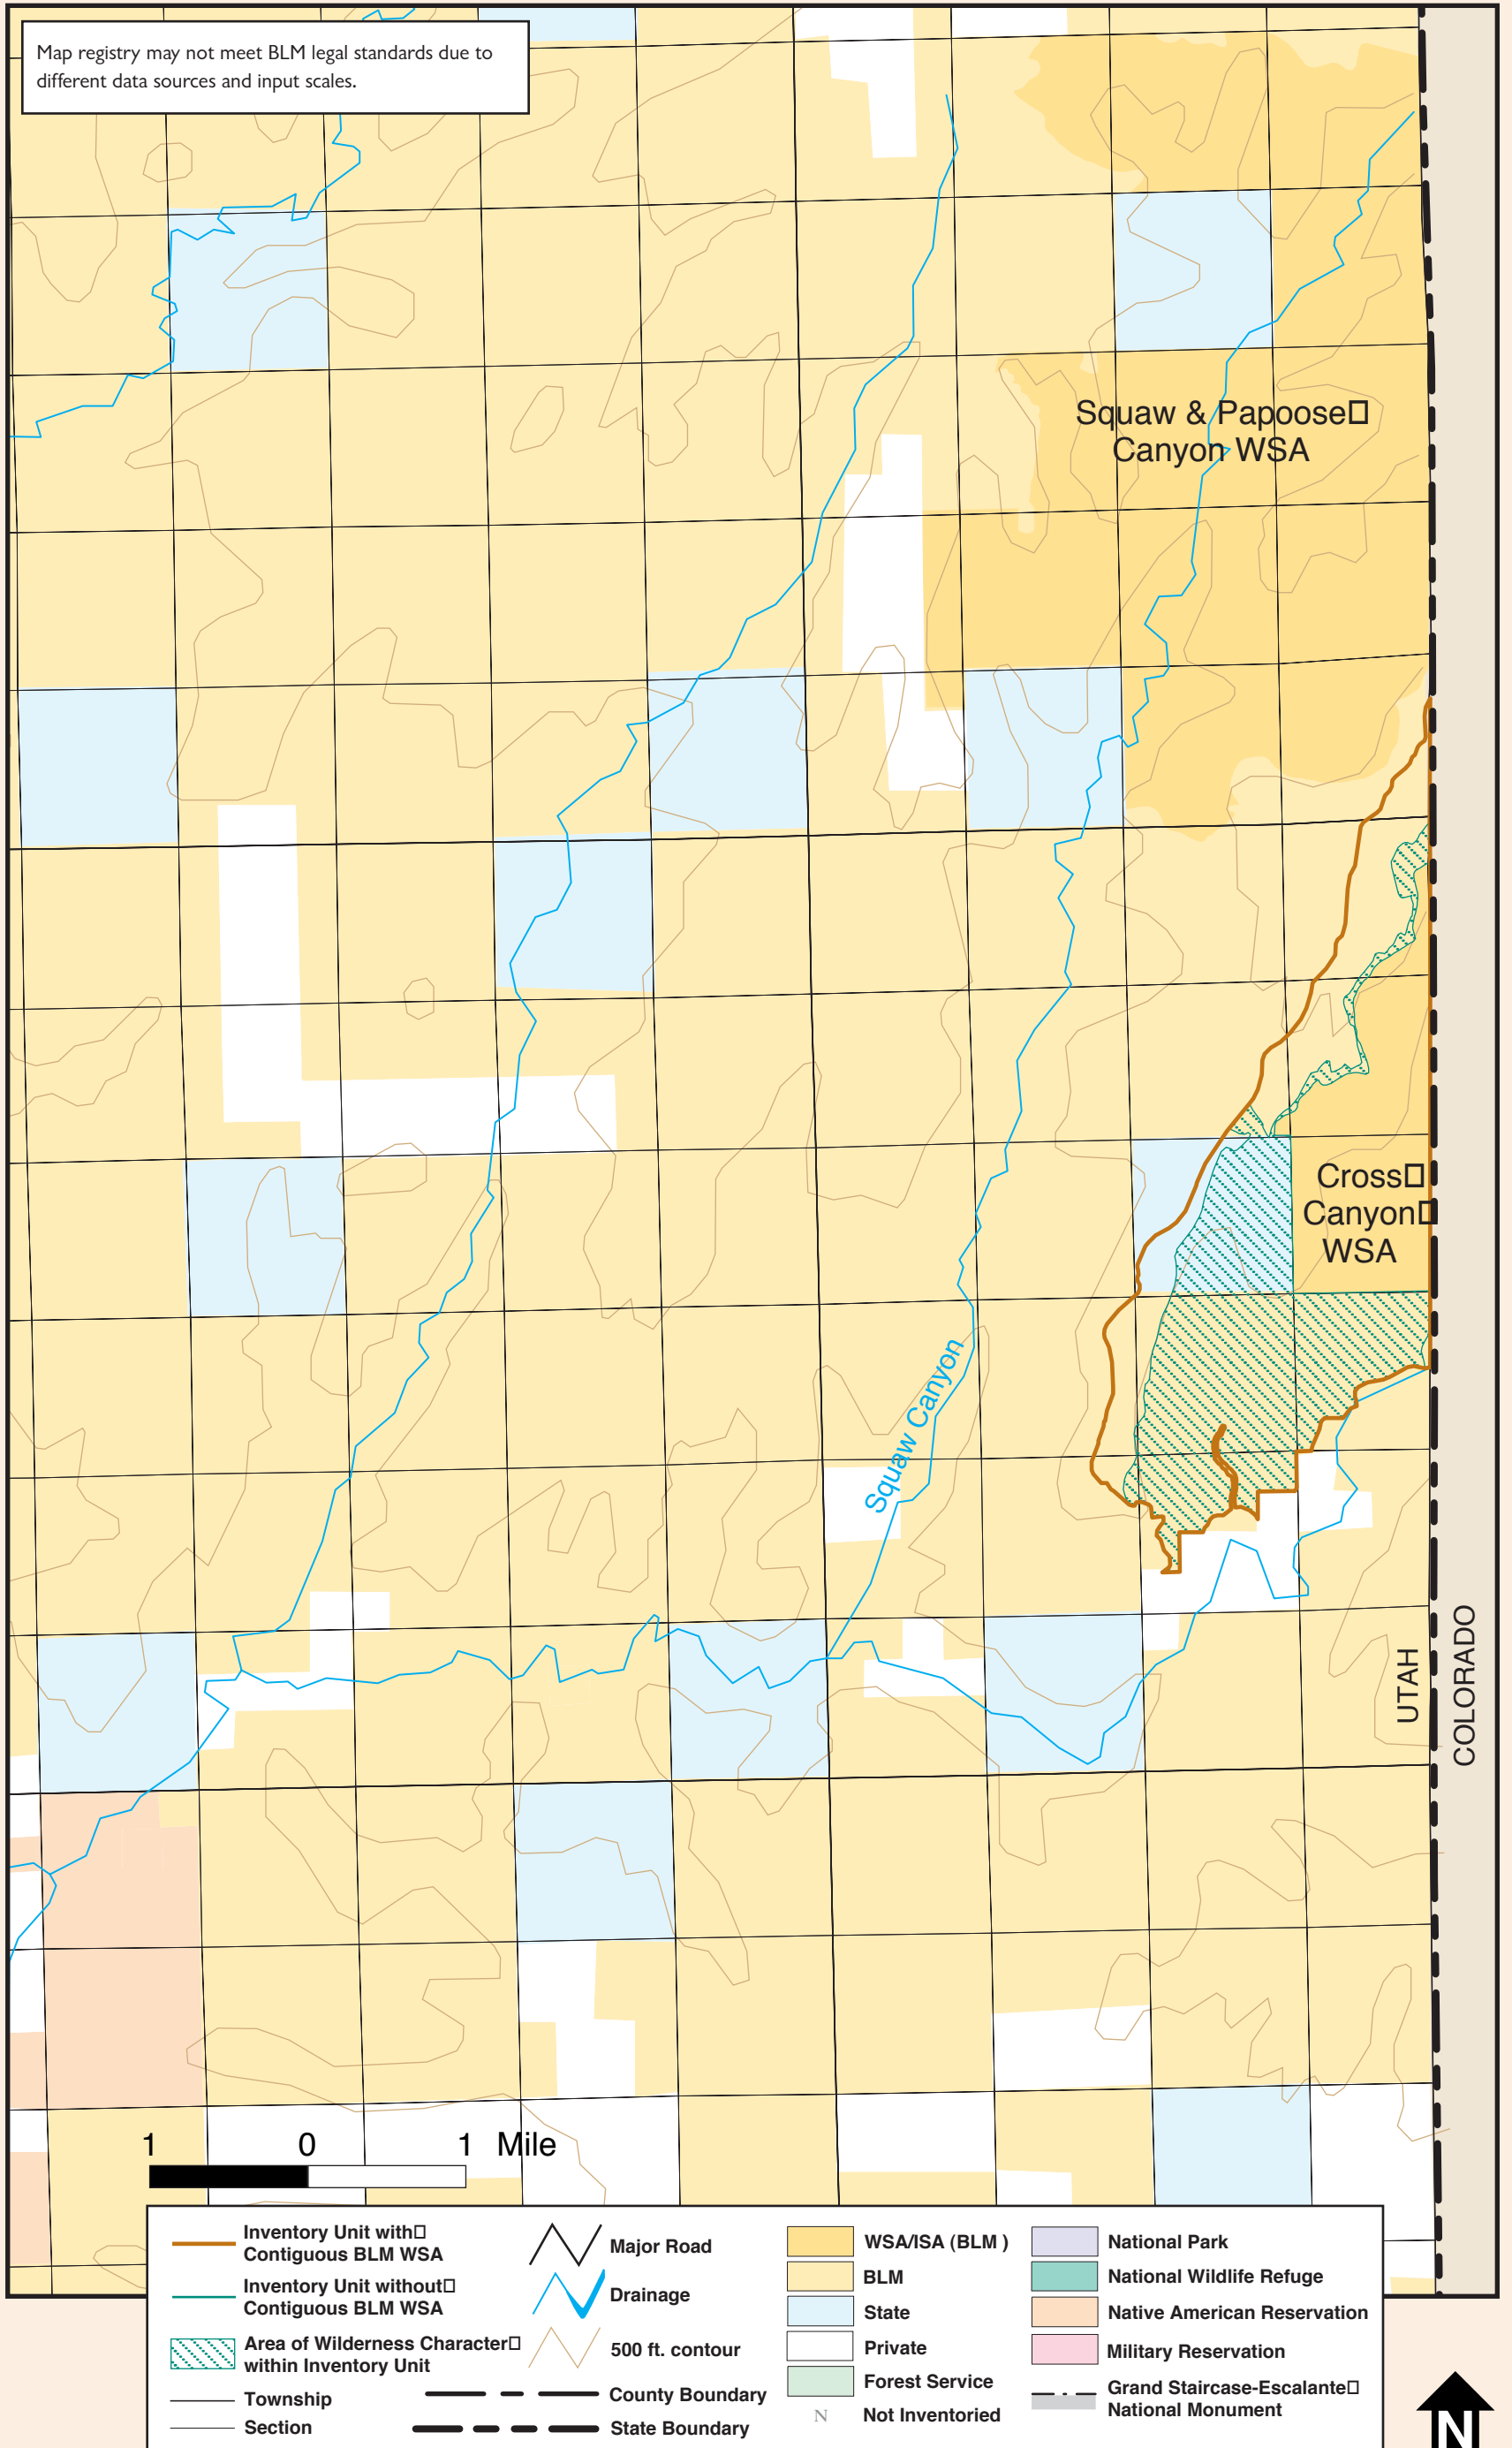 Map registry may not meet BLM legal standards due to
different data sources and input scales.
Squaw & Papoose
Canyon WSA
Cross
Canyon
WSA
Squaw Canyon
UTAH
COLORADO
1 0 1 Mile
Inventory Unit with
Contiguous BLM WSA
Inventory Unit without
Contiguous BLM WSA
Area of Wilderness Character
within Inventory Unit
Township
Section
Major Road
Drainage
500 ft. contour
County Boundary
State Boundary
WSA/ISA (BLM )
BLM
State
Private
Forest Service
N Not Inventoried
National Park
National Wildlife Refuge
Native American Reservation
Military Reservation
Grand Staircase-Escalante
National Monument
N